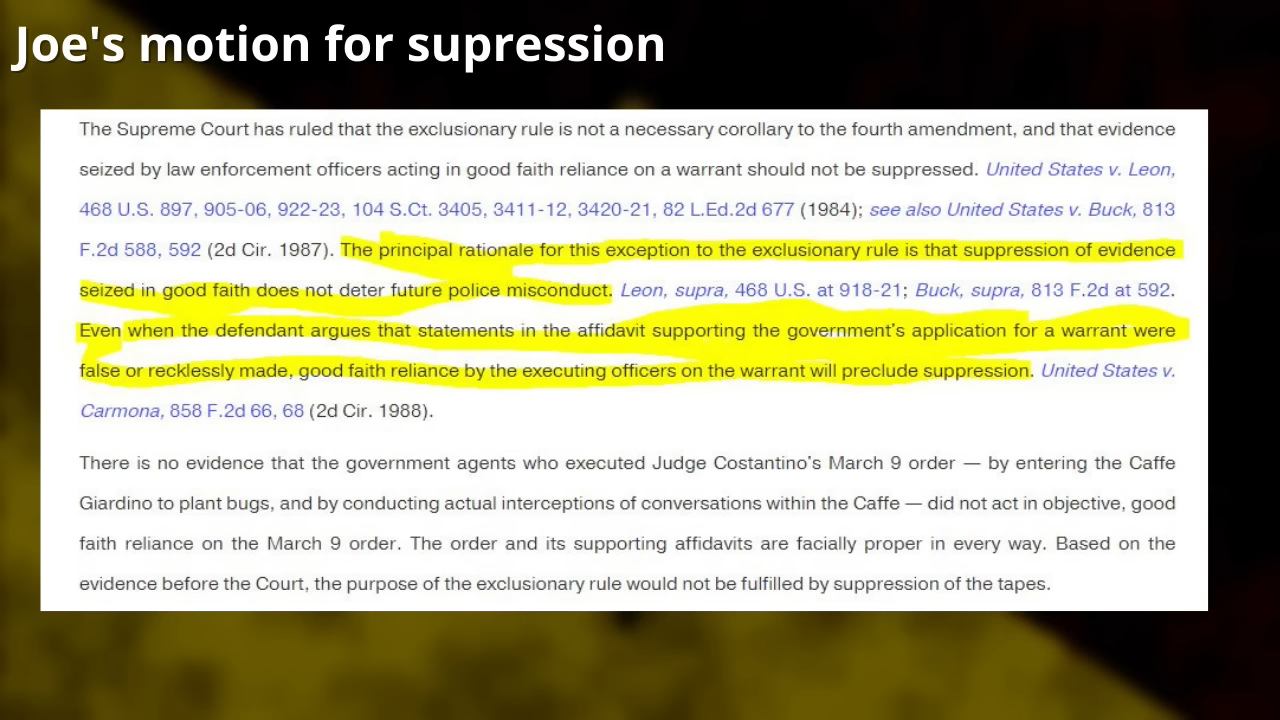 Joe's motion for supression
The Supreme Court has ruled that the exclusionary rule is not a necessary corollary to the fourth amendment, and that evidence
seized by law enforcement officers acting in good faith reliance on a warrant should not be suppressed. United States v. Leon,
468 U.S. 897, 905-06, 922-23, 104 S.Ct. 3405, 3411-12, 3420-21, 82 L.Ed.2d 677 (1984); see also United States v. Buck, 813
F.2d 588, 592 (2d Cir. 1987). The principal rationale for this exception to the exclusionary rule is that suppression of evidence
seized in good faith does not deter future police misconduct. Leon, supra, 468 U.S. at 918-21; Buck, supra, 813 F.2d at 592.
Even when the defendant argues that statements in the affidavit supporting the government's application for a warrant were
false or recklessly made, good faith reliance by the executing officers on the warrant will preclude suppression. United States v.
Carmona, 858 F.2d 66, 68 (2d Cir. 1988).
There is no evidence that the government agents who executed Judge Costantino's March 9 order — by entering the Caffe
Giardino to plant bugs, and by conducting actual interceptions of conversations within the Caffe — did not act in objective, good
faith reliance on the March 9 order. The order and its supporting affidavits are facially proper in every way. Based on the
evidence before the Court, the purpose of the exclusionary rule would not be fulfilled by suppression of the tapes.